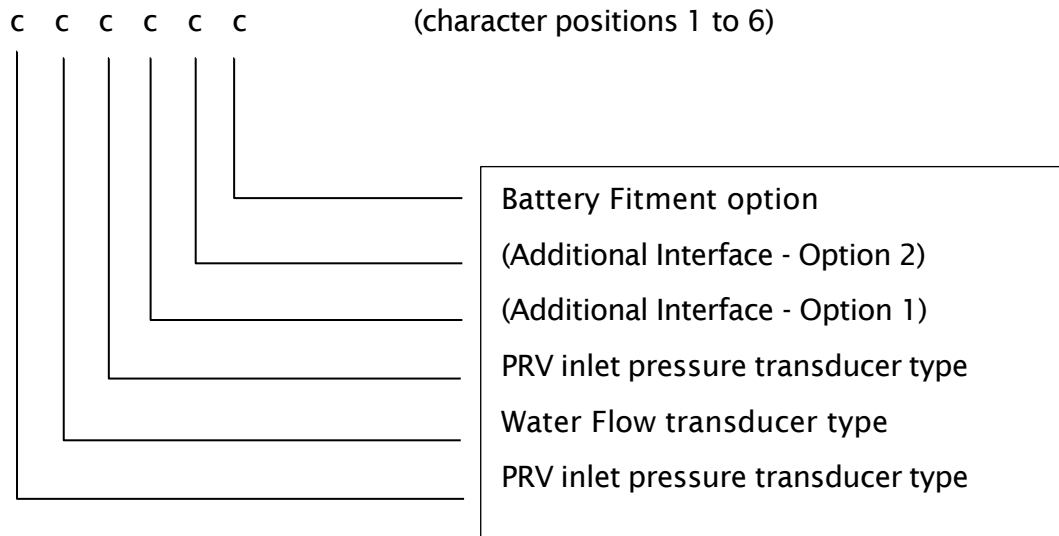 c c c c c c (character positions 1 to 6)
Battery Fitment option
(Additional Interface - Option 2)
(Additional Interface - Option 1)
PRV inlet pressure transducer type
Water Flow transducer type
PRV inlet pressure transducer type